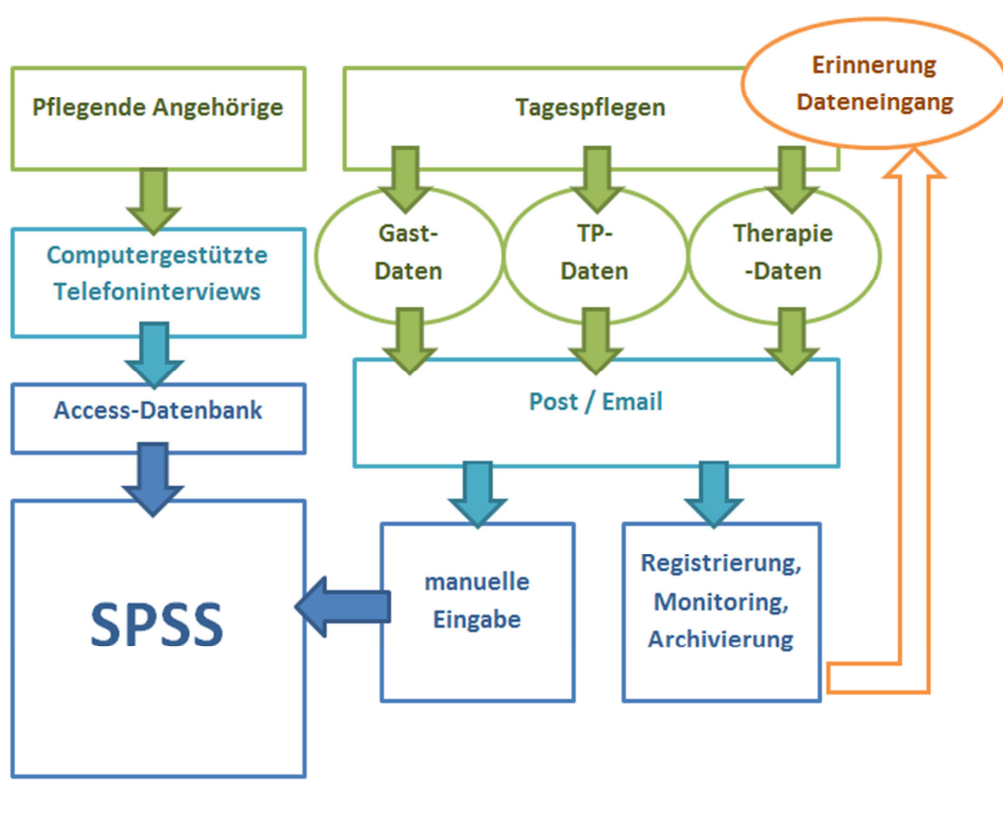 Pflegende Angehörige
Tagespflegen
Erinnerung
Dateneingang
Computergestützte
Telefoninterviews
Gast-
Daten
TP-
Daten
Therapie
-Daten
Access-Datenbank
Post / Email
SPSS
manuelle
Eingabe
Registrierung,
Monitoring,
Archivierung